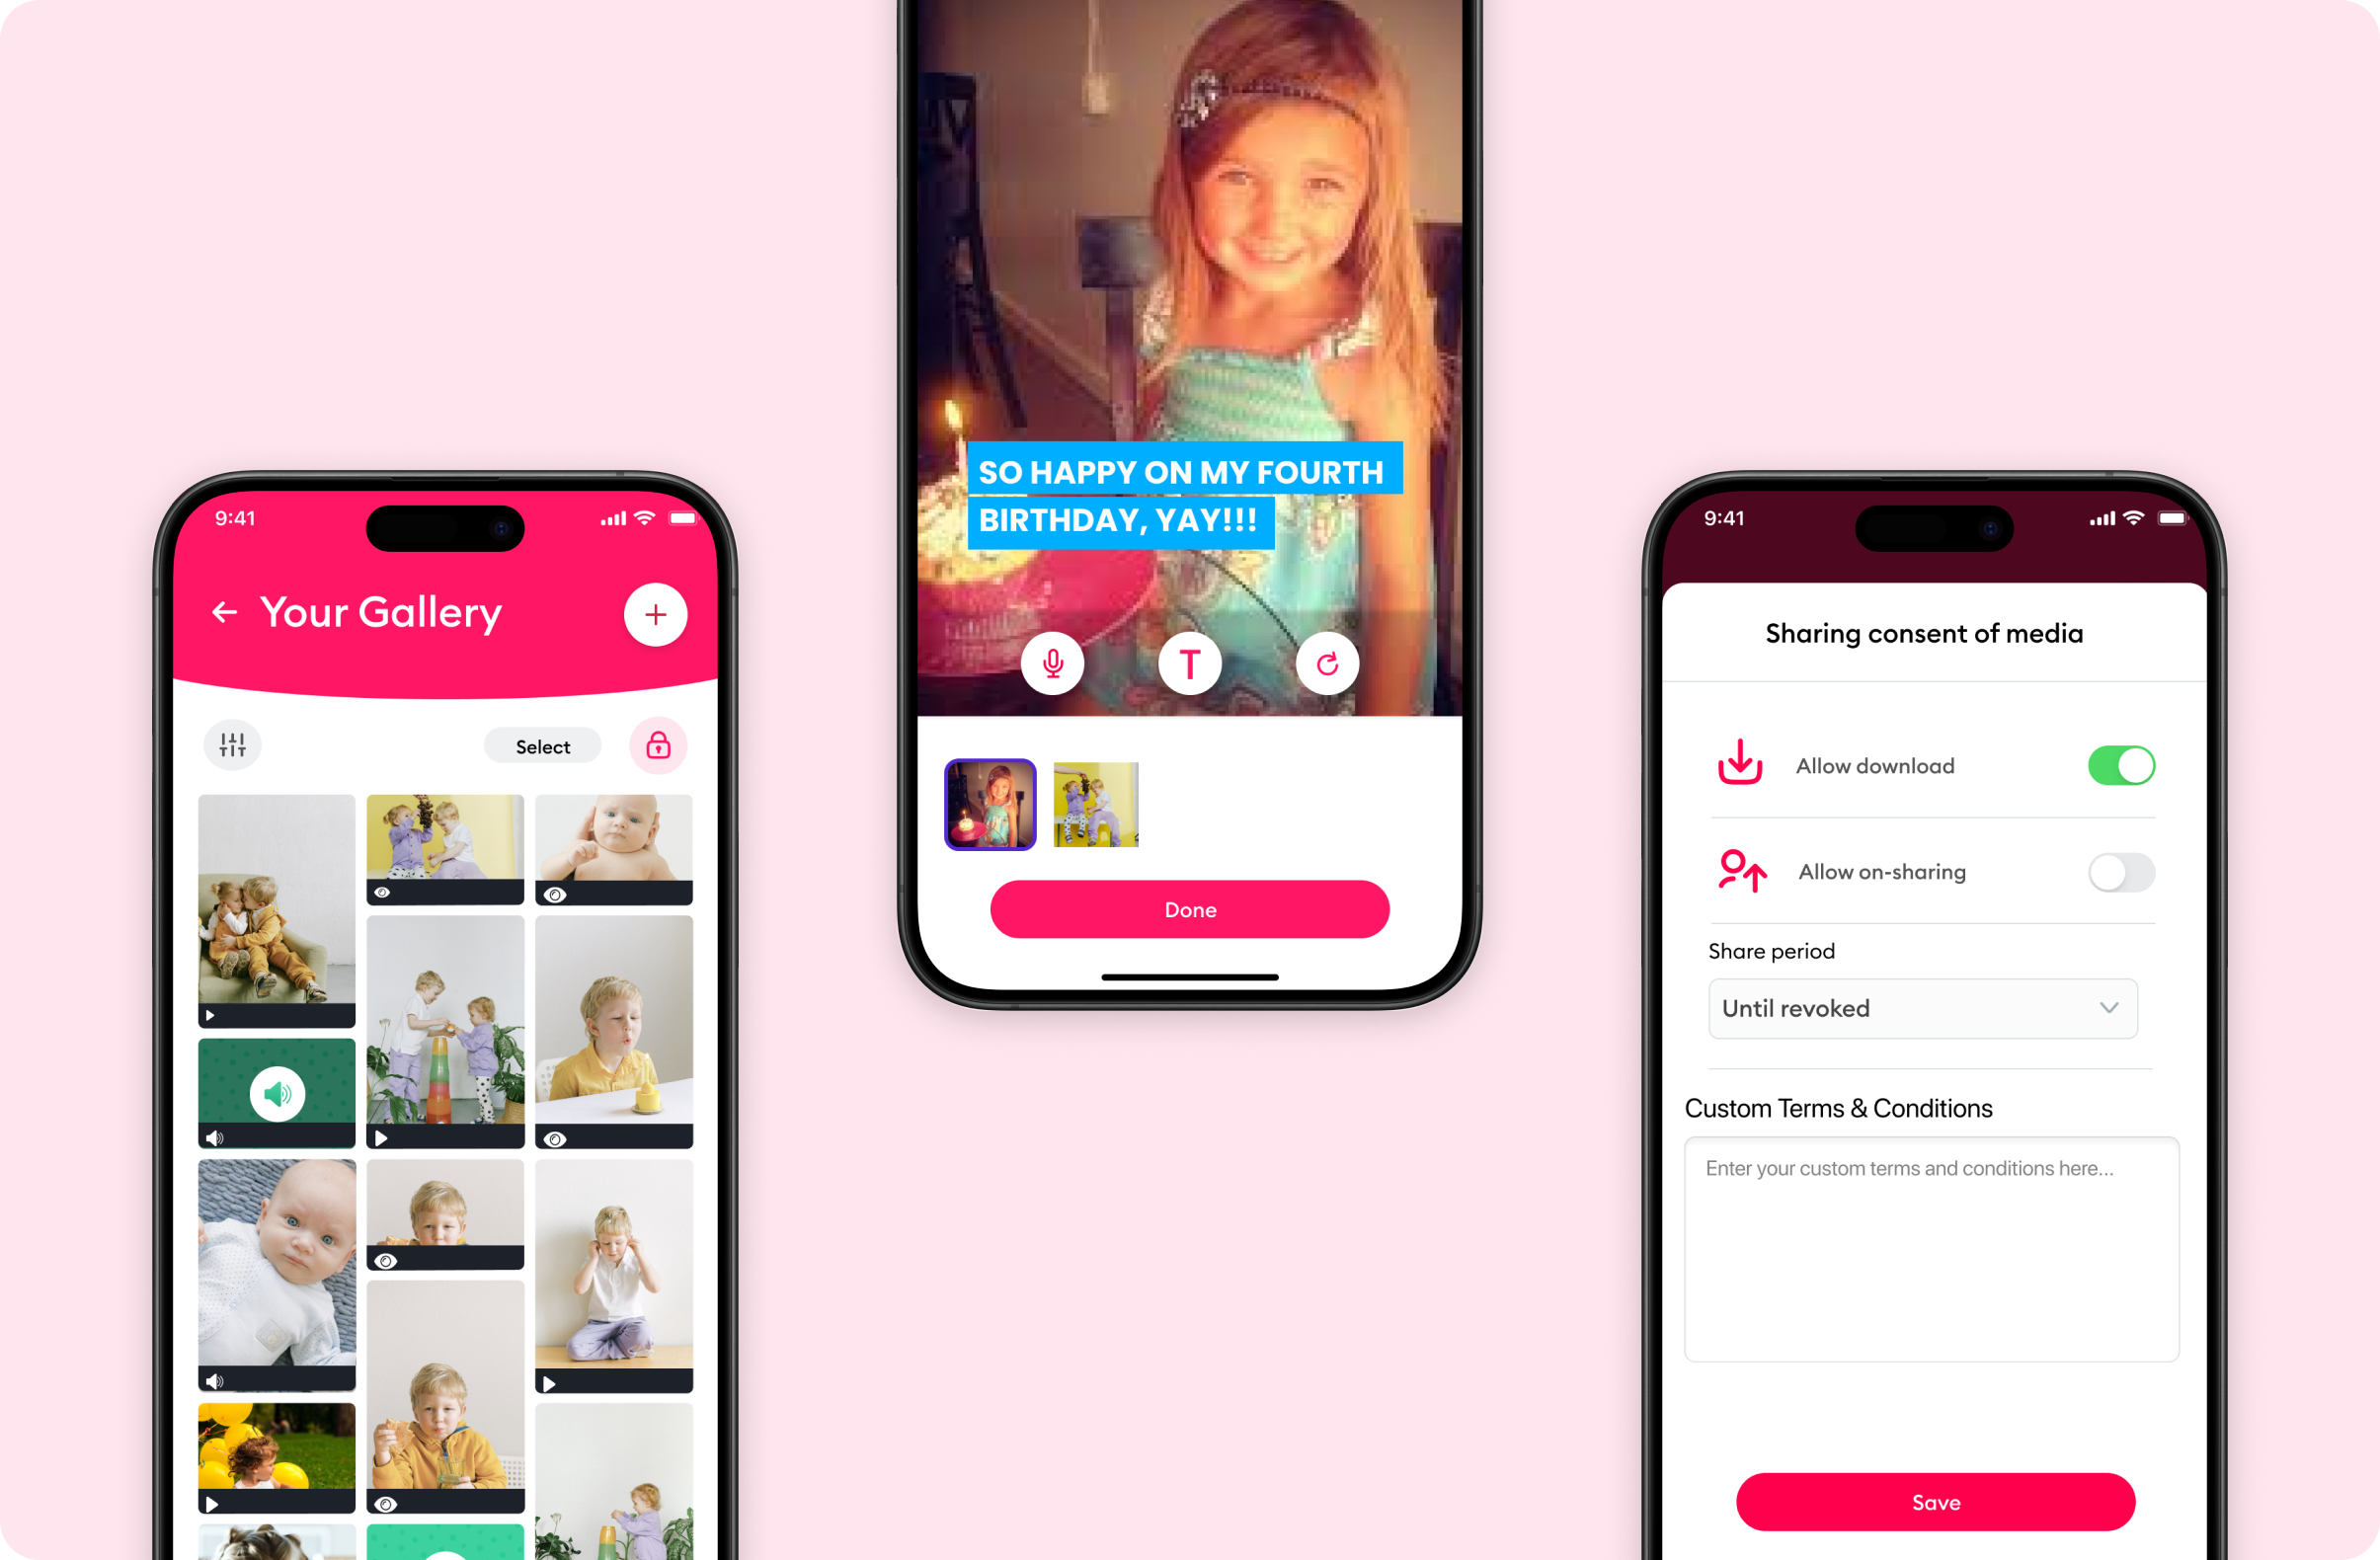 9:41
Your Gallery
Select
SO HAPPY ON MY FOURTH
BIRTHDAY, YAY!!!
T
Done
9:41
Sharing consent of media
Allow download
Allow on-sharing
Share period
Until revoked
Custom Terms & Conditions
Enter your custom terms and conditions here...
Save